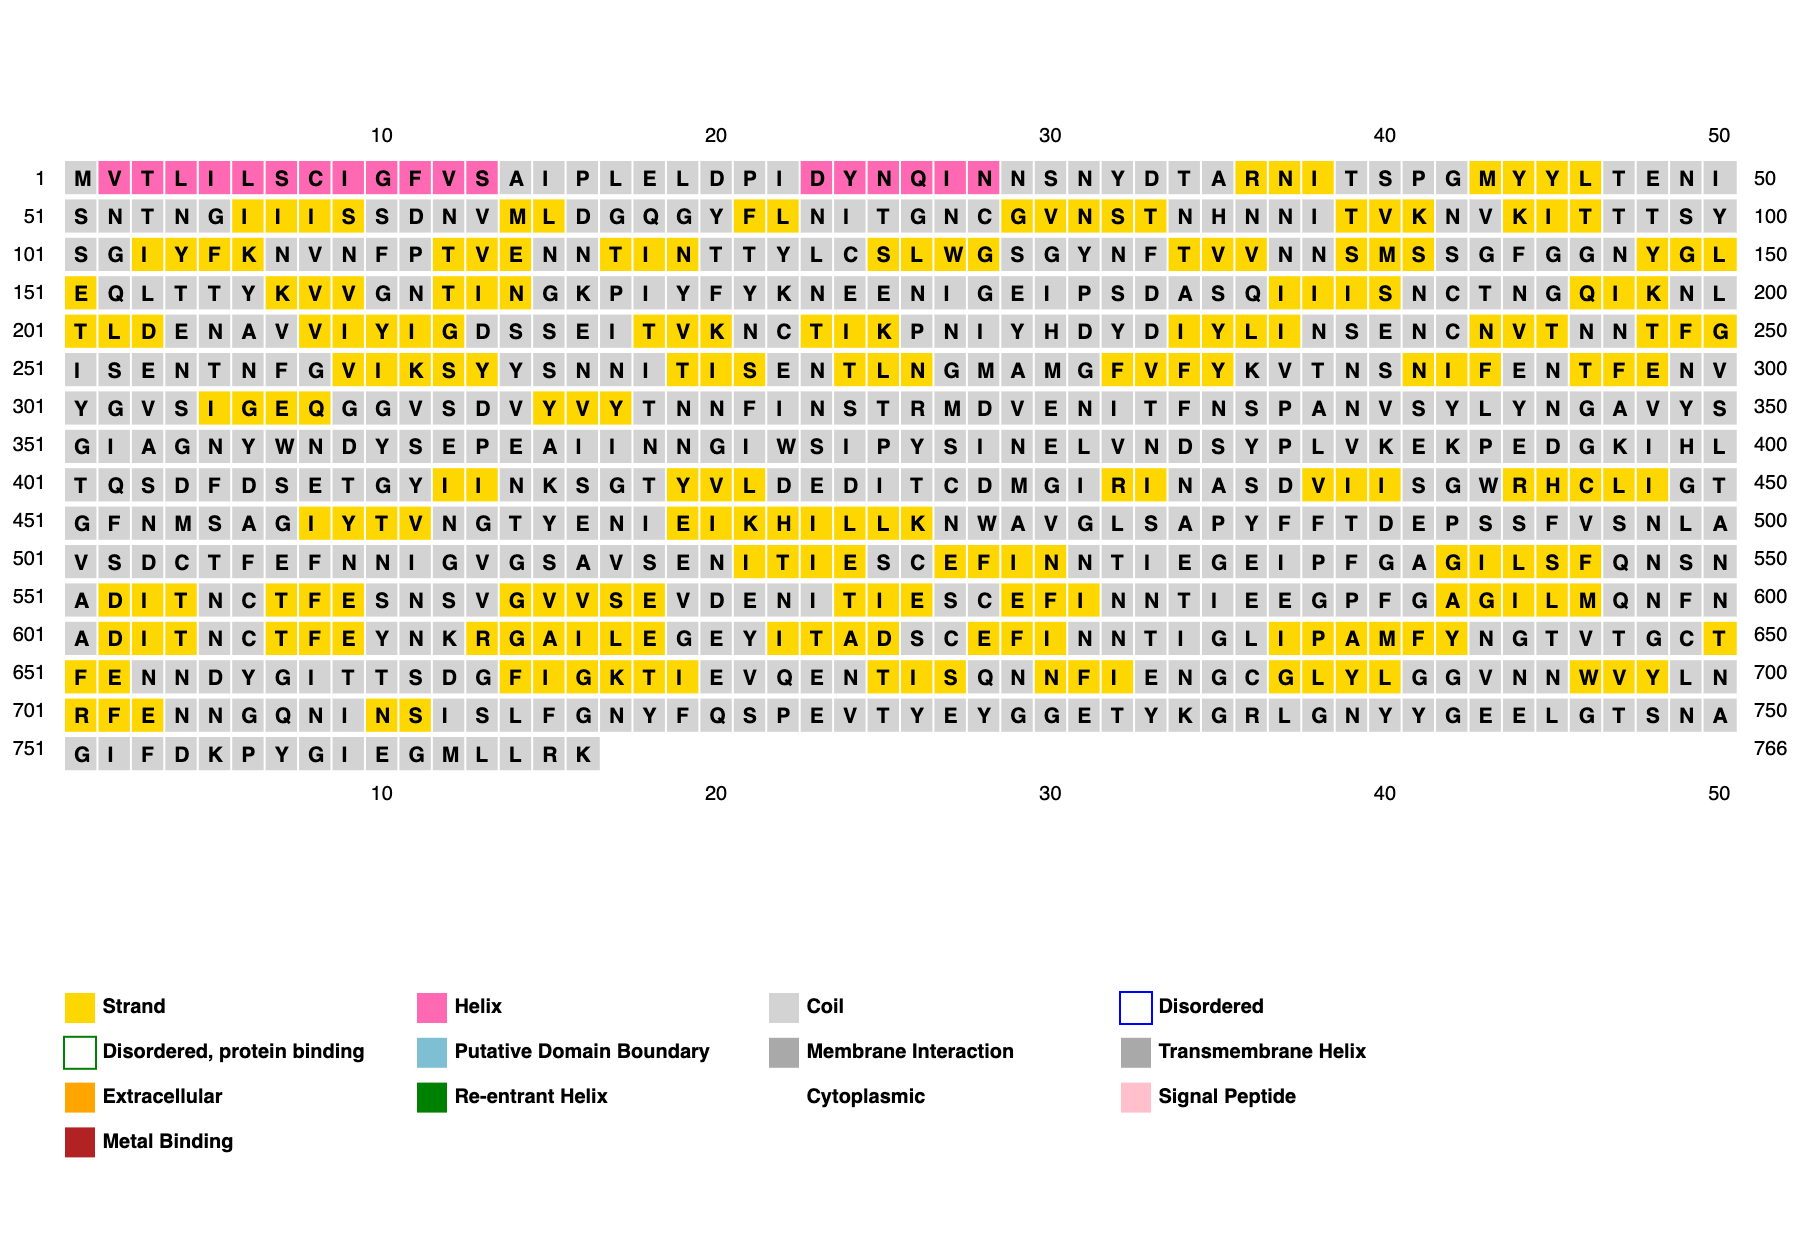 10 20 30 40 50
1 M V T L I L S C I G F V S A I P L E L D P I D Y N Q I N N S N Y D T A R N I T S P G M Y Y L T E N I 50
51 S N T N G I I I S S D N V M L D G Q G Y F L N I T G N C G V N S T N H N N I T V K N V K I T T T S Y 100
101 S G I Y F K N V N F P T V E N N T I N T T Y L C S L W G S G Y N F T V V N N S M S S G F G G N Y G L 150
151 E Q L T T Y K V V G N T I N G K P I Y F Y K N E E N I G E I P S D A S Q I I I S N C T N G Q I K N L 200
201 T L D E N A V V I Y I G D S S E I T V K N C T I K P N I Y H D Y D I Y L I N S E N C N V T N N T F G 250
251 I S E N T N F G V I K S Y Y S N N I T I S E N T L N G M A M G F V F Y K V T N S N I F E N T F E N V 300
301 Y G V S I G E Q G G V S D V Y V Y T N N F I N S T R M D V E N I T F N S P A N V S Y L Y N G A V Y S 350
351 G I A G N Y W N D Y S E P E A I I N N G I W S I P Y S I N E L V N D S Y P L V K E K P E D G K I H L 400
401 T Q S D F D S E T G Y I I N K S G T Y V L D E D I T C D M G I R I N A S D V I I S G W R H C L I G T 450
451 G F N M S A G I Y T V N G T Y E N I E I K H I L L K N W A V G L S A P Y F F T D E P S S F V S N L A 500
501 V S D C T F E F N N I G V G S A V S E N I T I E S C E F I N N T I E G E I P F G A G I L S F Q N S N 550
551 A D I T N C T F E S N S V G V V S E V D E N I T I E S C E F I N N T I E E G P F G A G I L M Q N F N 600
601 A D I T N C T F E Y N K R G A I L E G E Y I T A D S C E F I N N T I G L I P A M F Y N G T V T G C T 650
651 F E N N D Y G I T T S D G F I G K T I E V Q E N T I S Q N N F I E N G C G L Y L G G V N N W V Y L N 700
701 R F E N N G Q N I N S I S L F G N Y F Q S P E V T Y E Y G G E T Y K G R L G N Y Y G E E L G T S N A 750
751 G I F D K P Y G I E G M L L R K 766
10 20 30 40 50
Strand Helix Coil Disordered
Disordered, protein binding Putative Domain Boundary Membrane Interaction Transmembrane Helix
Extracellular Re-entrant Helix Cytoplasmic Signal Peptide
Metal Binding